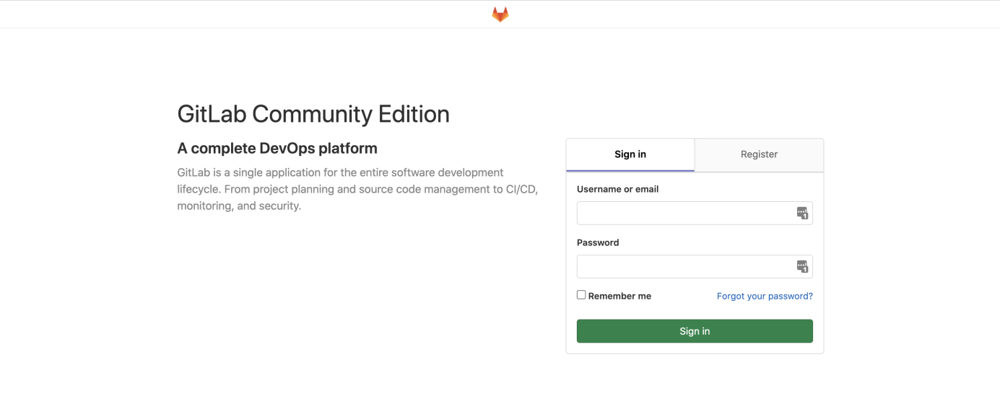 GitLab Community Edition
A complete DevOps platform
GitLab is a single application for the entire software development
lifecycle. From project planning and source code management to CI/CD,
monitoring, and security.
Sign in
Register
Username or email
1
Password
1
Remember me
Forgot your password?
Sign in